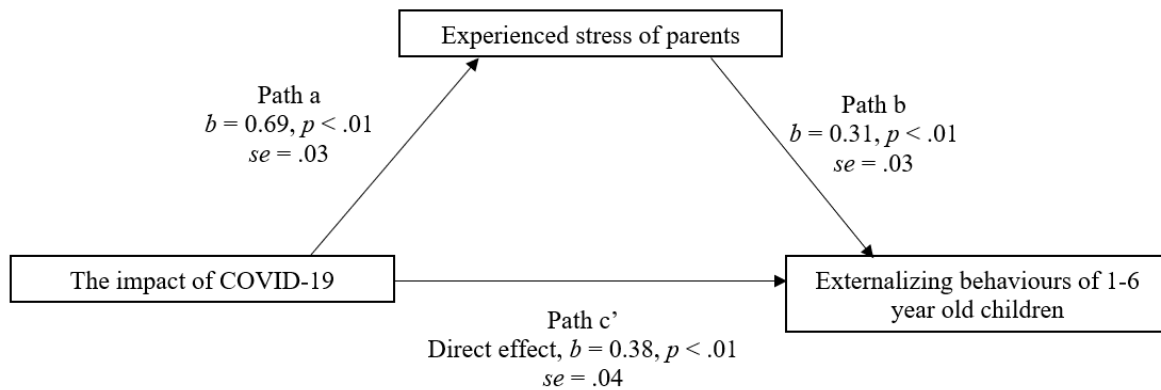 Experienced stress of parents
Path a
b = 0.69, p < .01
se = .03
Path b
b = 0.31, p < .01
se = .03
The impact of COVID-19
Externalizing behaviours of 1-6
year old children
Path c’
Direct effect, b = 0.38, p < .01
se = .04